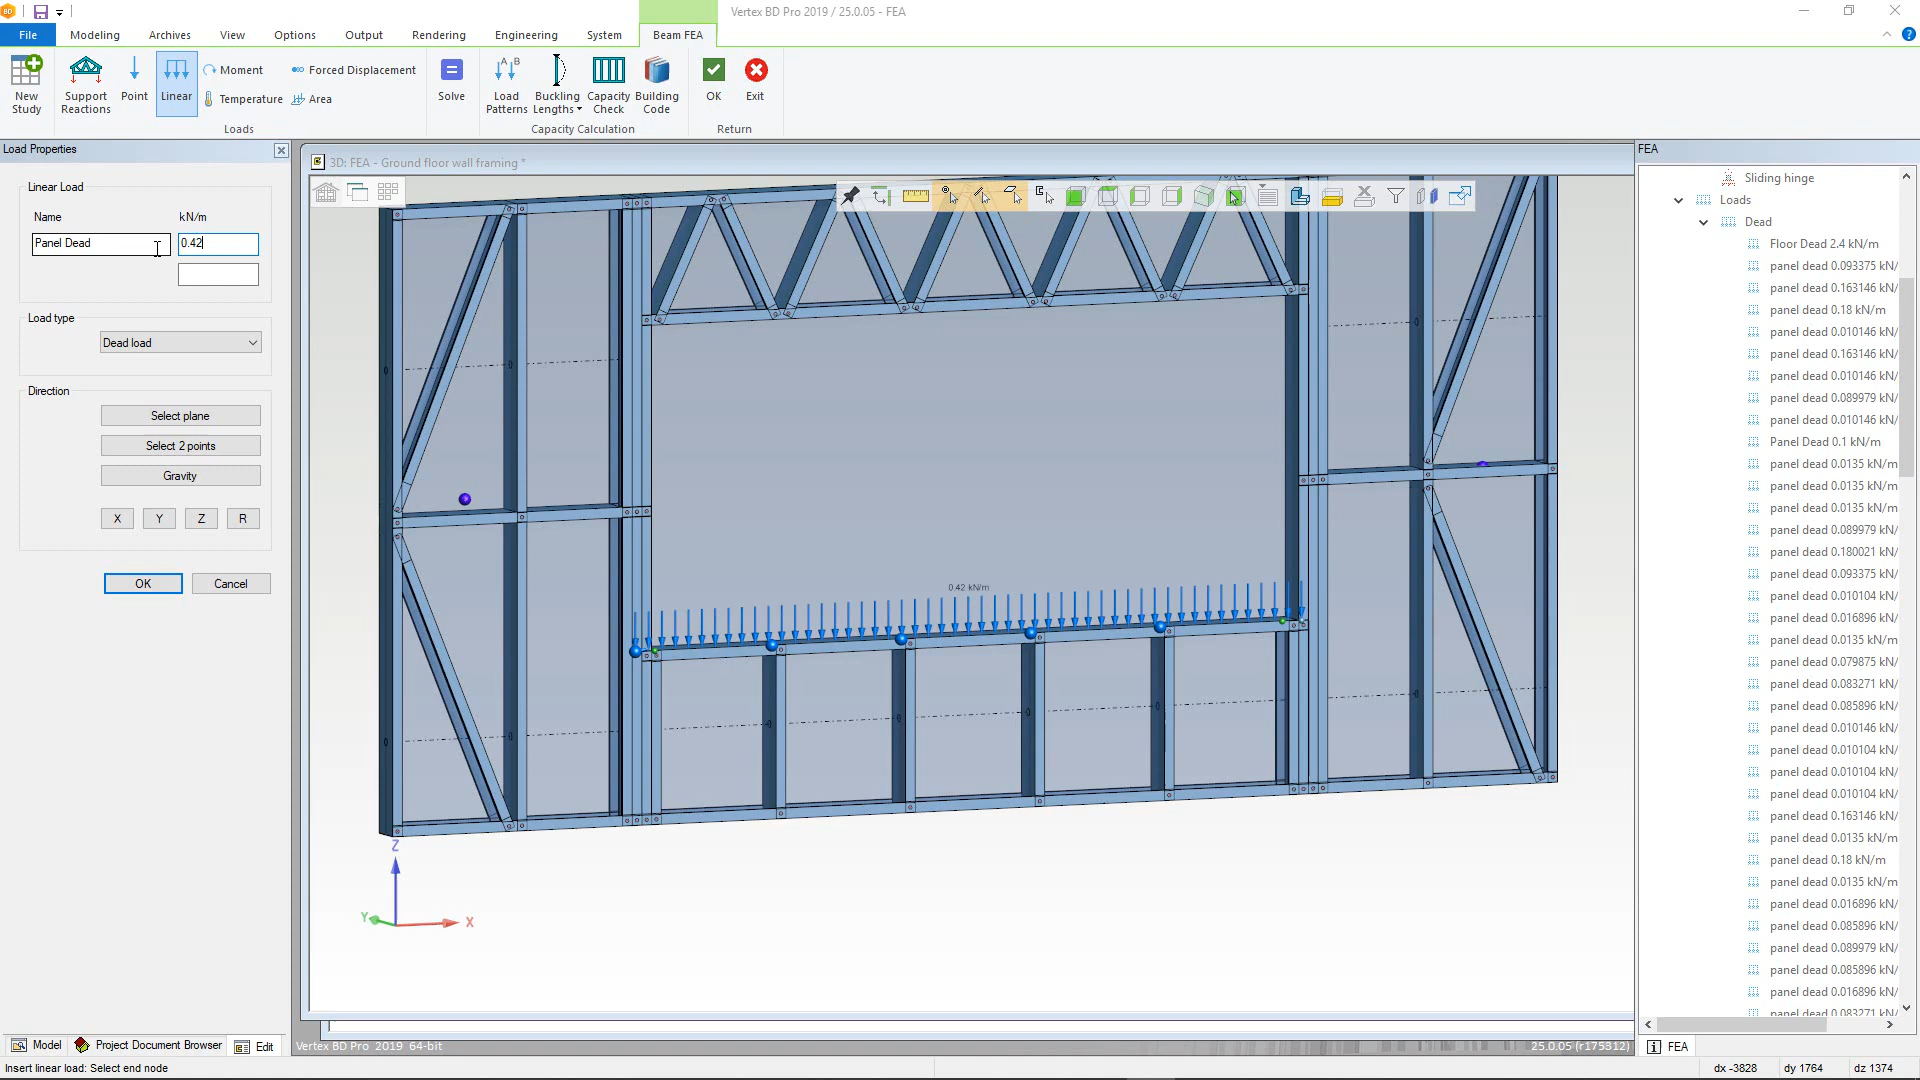 Vertex BD Pro 2019 / 25.0.05 - FEA
File Modeling Archives View Options Output Rendering Engineering System Beam FEA
New Study
Support Reactions
Point
Linear
Moment
Temperature
Forced Displacement
Area
Loads
Solve
Load Patterns
Buckling Lengths
Capacity Check
Building Code
Capacity Calculation
OK
Exit
Return
Load Properties
Linear Load
Name kN/m
Panel Dead 0.42
Load type
Dead load
Direction
Select plane
Select 2 points
Gravity
X Y Z R
OK Cancel
3D: FEA - Ground floor wall framing *
0.42 kN/m
Z
Y
X
FEA
Sliding hinge
Loads
Dead
Floor Dead 2.4 kN/m
panel dead 0.093375 kN/
panel dead 0.163146 kN/
panel dead 0.18 kN/m
panel dead 0.010146 kN/
panel dead 0.163146 kN/
panel dead 0.010146 kN/
panel dead 0.089979 kN/
panel dead 0.010146 kN/
Panel Dead 0.1 kN/m
panel dead 0.0135 kN/m
panel dead 0.0135 kN/m
panel dead 0.0135 kN/m
panel dead 0.089979 kN/
panel dead 0.180021 kN/
panel dead 0.093375 kN/
panel dead 0.010104 kN/
panel dead 0.016896 kN/
panel dead 0.0135 kN/m
panel dead 0.079875 kN/
panel dead 0.083271 kN/
panel dead 0.085896 kN/
panel dead 0.010146 kN/
panel dead 0.010104 kN/
panel dead 0.010104 kN/
panel dead 0.010104 kN/
panel dead 0.163146 kN/
panel dead 0.0135 kN/m
panel dead 0.18 kN/m
panel dead 0.0135 kN/m
panel dead 0.016896 kN/
panel dead 0.085896 kN/
panel dead 0.089979 kN/
panel dead 0.085896 kN/
panel dead 0.016896 kN/
panel dead 0.083271 kN/
FEA
Model Project Document Browser Edit
Vertex BD Pro 2019 64-bit
25.0.05 (r175312)
Insert linear load: Select end node
dx -3828 dy 1764 dz 1374